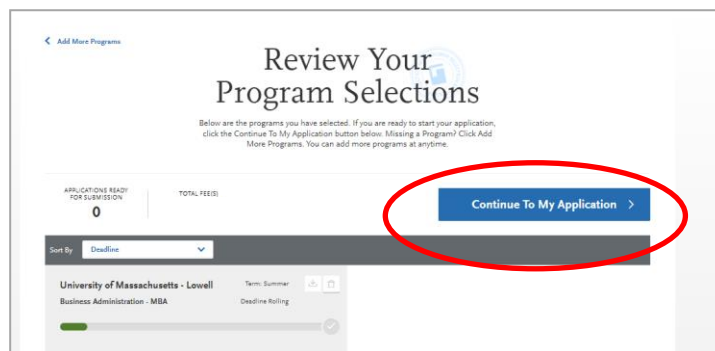 Add More Programs
Review Your
Program Selections
Below are the programs you have selected. If you are ready to start your application,
click the Continue To My Application button below. Missing a Program? Click Add
More Programs. You can add more programs at anytime.
APPLICATIONS READY
FOR SUBMISSION
0
TOTAL FEE(S)
Continue To My Application
Sort By Deadline
University of Massachusetts - Lowell
Term: Summer
Business Administration - MBA
Deadline Rolling